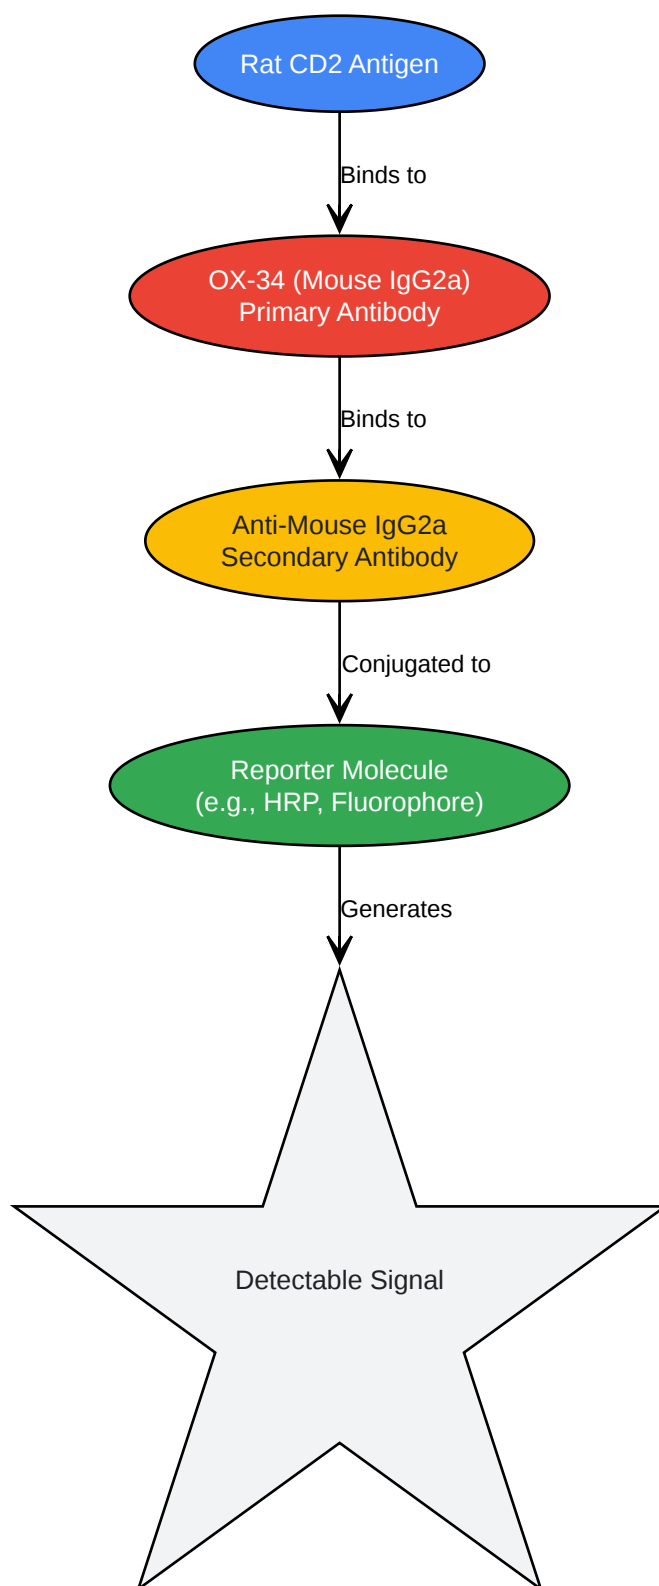 Rat CD2 Antigen
Binds to
OX-34 (Mouse IgG2a)
Primary Antibody
Binds to
Anti-Mouse IgG2a
Secondary Antibody
Conjugated to
Reporter Molecule
(e.g., HRP, Fluorophore)
Generates
Detectable Signal